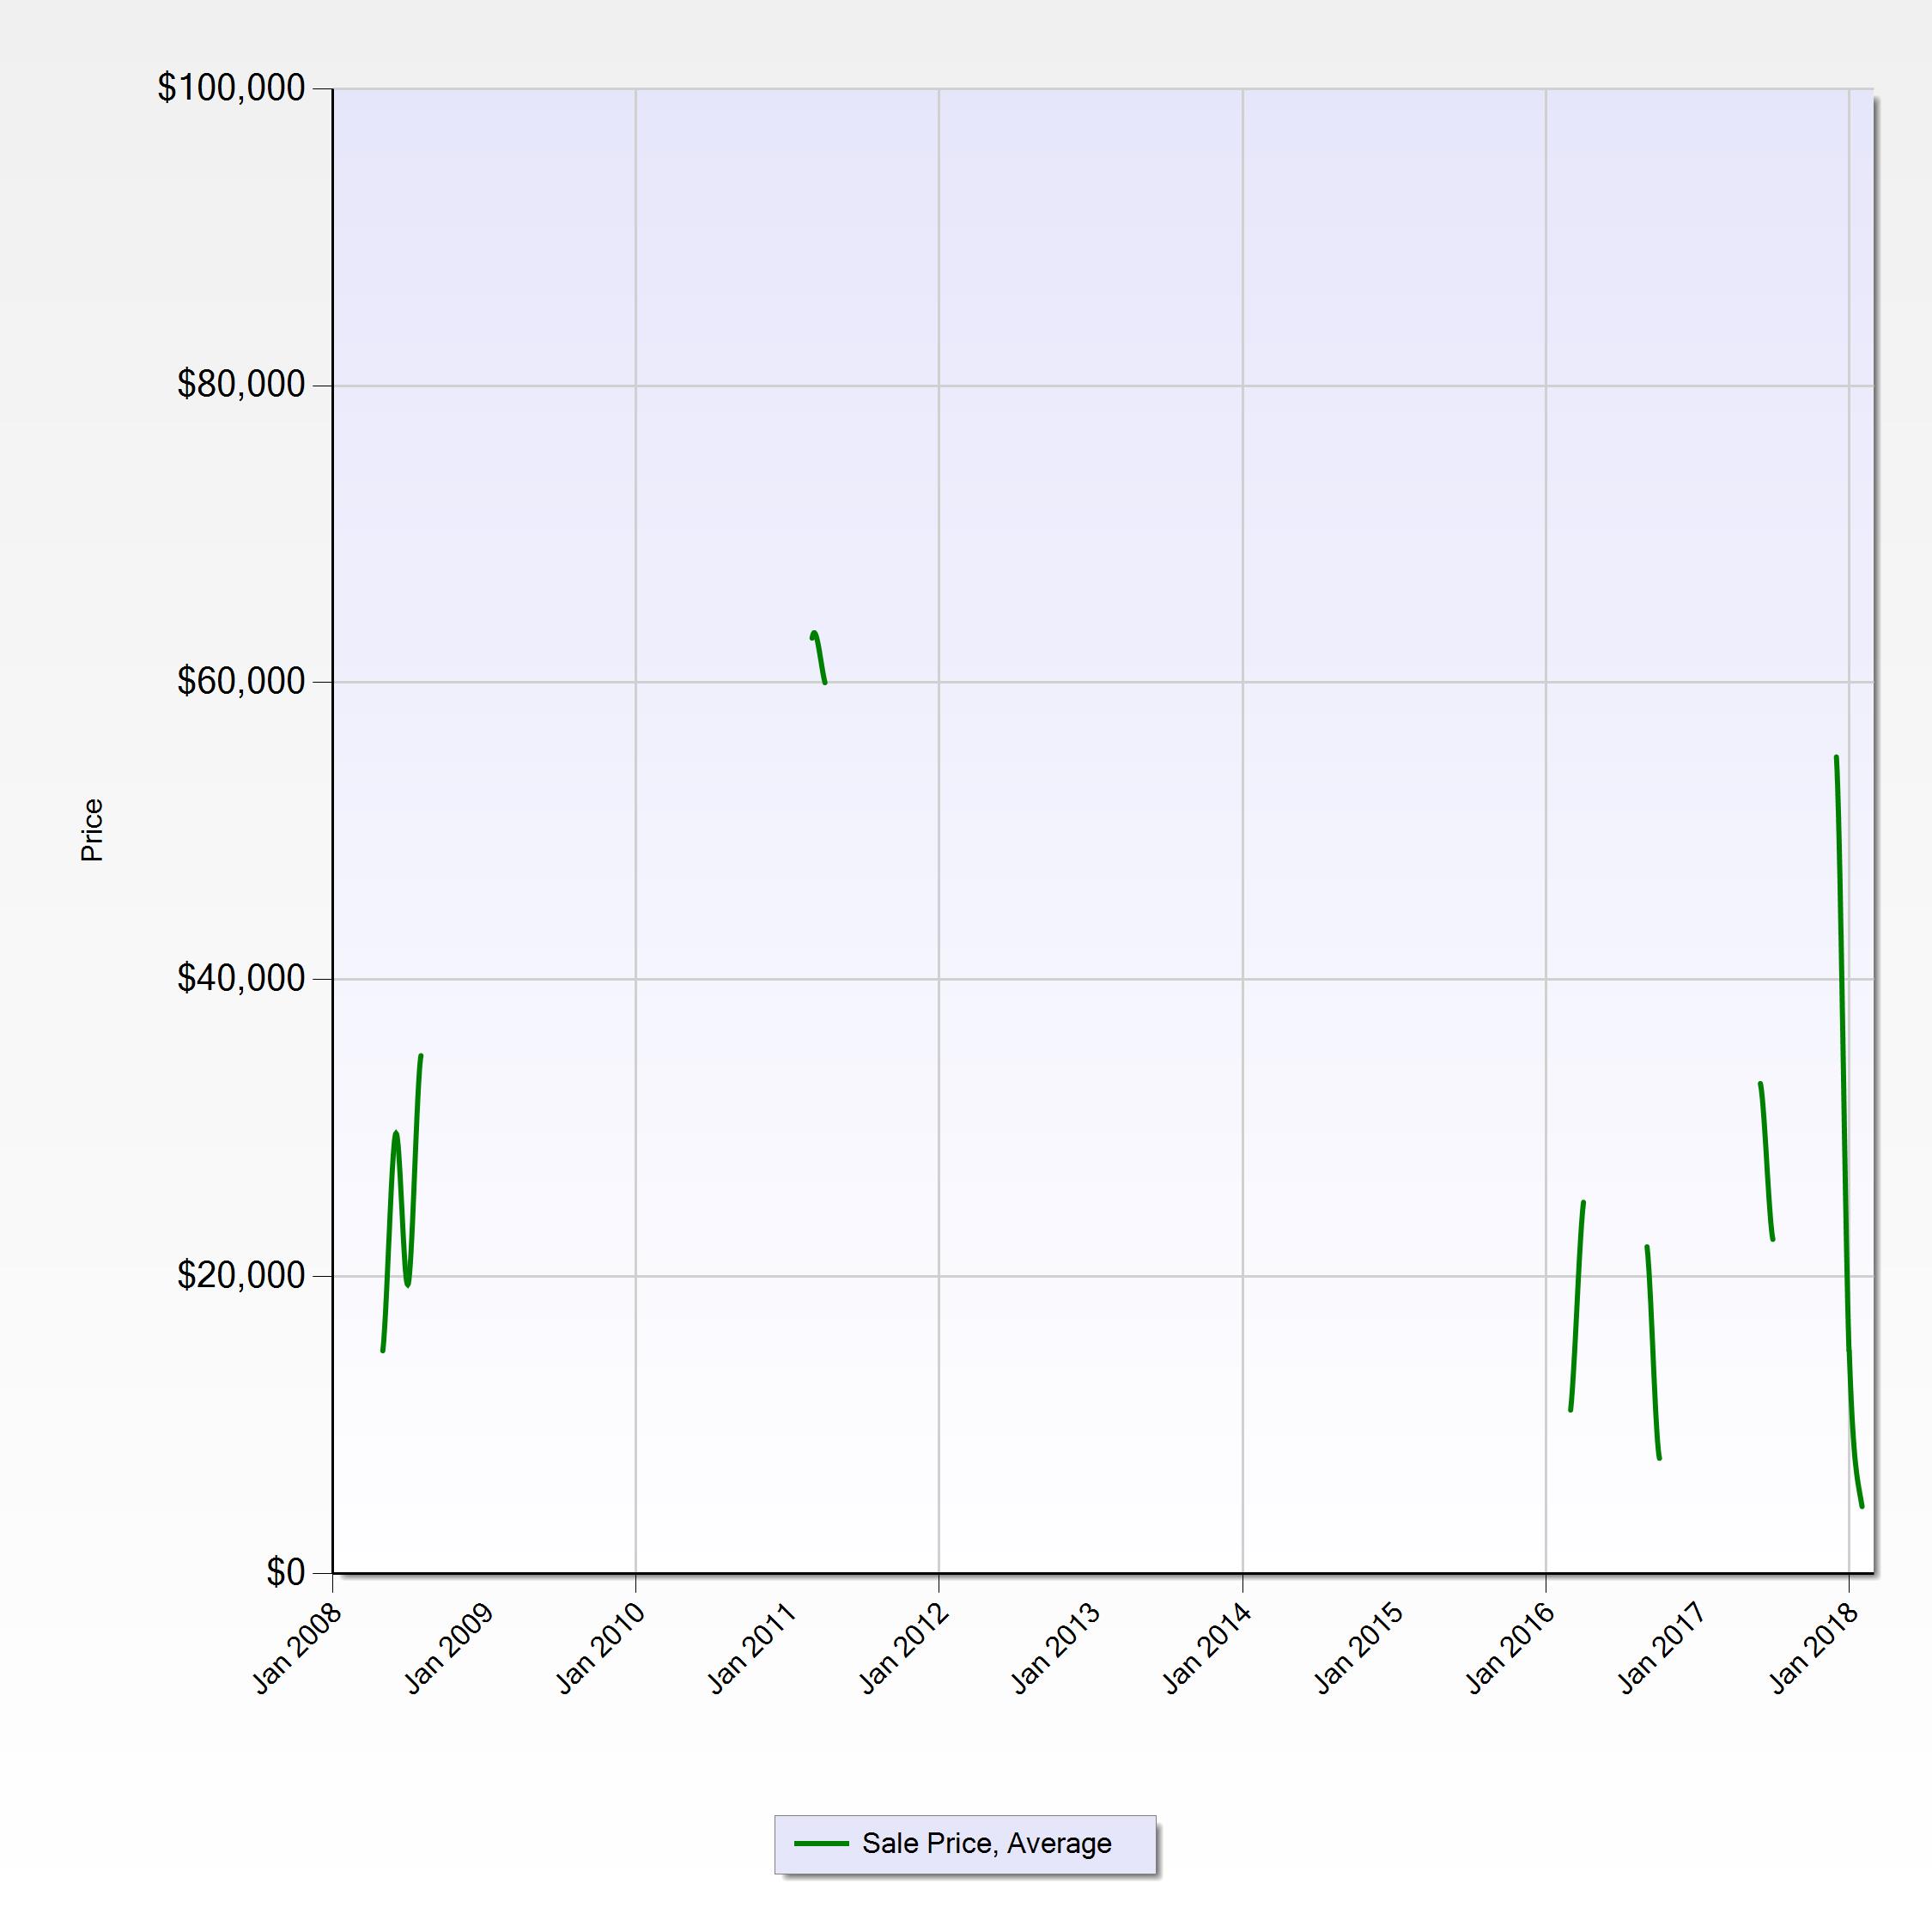 $100,000
$80,000
$60,000
$40,000
$20,000
$0
Price
Jan 2008
Jan 2009
Jan 2010
Jan 2011
Jan 2012
Jan 2013
Jan 2014
Jan 2015
Jan 2016
Jan 2017
Jan 2018
Sale Price, Average